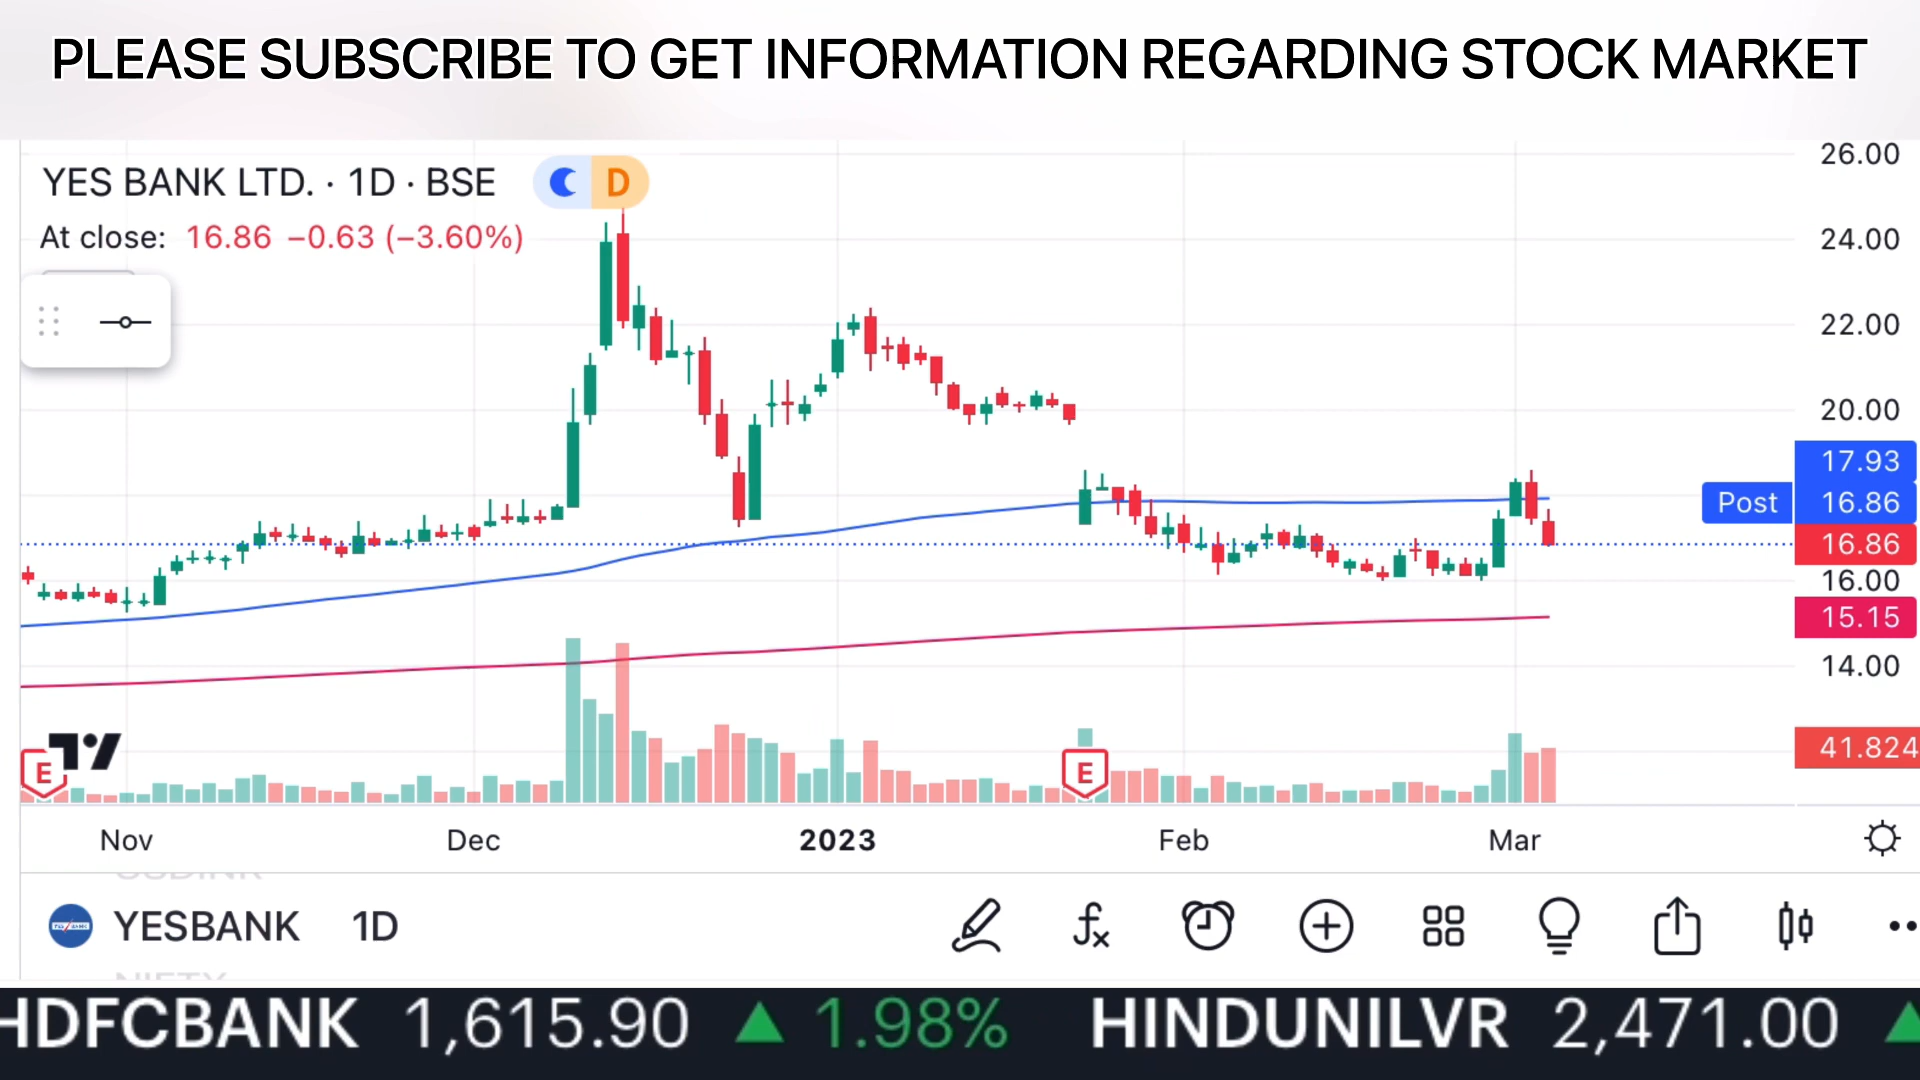 PLEASE SUBSCRIBE TO GET INFORMATION REGARDING STOCK MARKET
YES BANK LTD. · 1D · BSE
C D
At close: 16.86 −0.63 (−3.60%)
26.00
24.00
22.00
20.00
17.93
Post 16.86
16.86
16.00
15.15
14.00
41.824
E
E
Nov Dec 2023 Feb Mar
YESBANK 1D
HDFCBANK 1,615.90 ▲ 1.98% HINDUNILVR 2,471.00 ▲